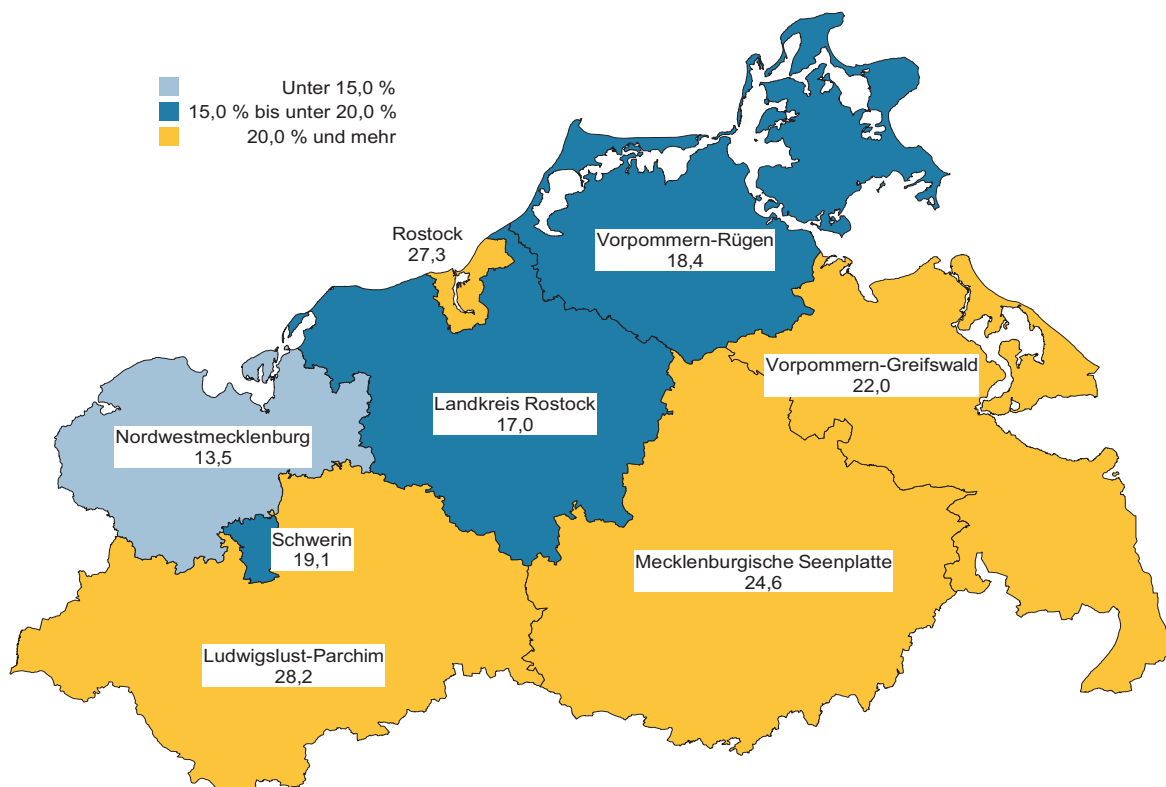 Unter 15,0 %
15,0 % bis unter 20,0 %
20,0 % und mehr
Rostock
27,3
Vorpommern-Rügen
18,4
Vorpommern-Greifswald
22,0
Landkreis Rostock
17,0
Nordwestmecklenburg
13,5
Schwerin
19,1
Mecklenburgische Seenplatte
24,6
Ludwigslust-Parchim
28,2